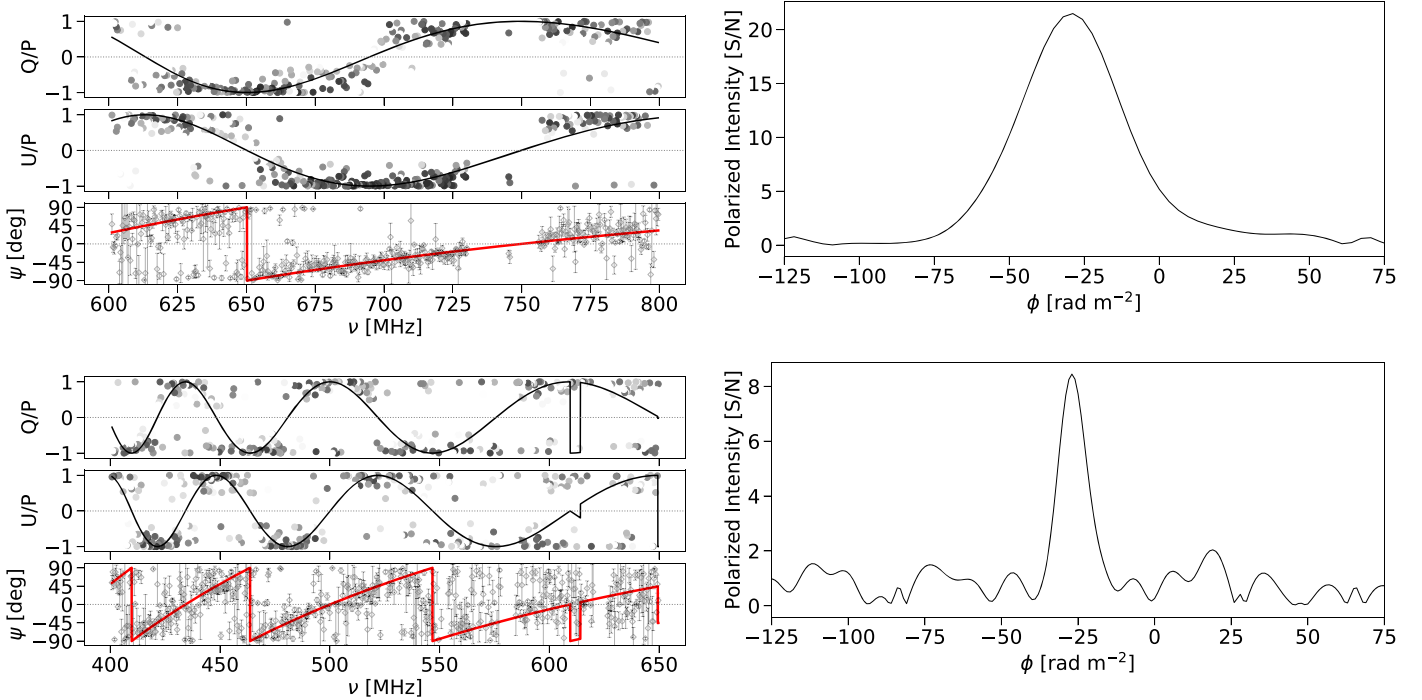 Q/P
1
0
−1
U/P
1
0
−1
ψ [deg]
90
45
0
−45
−90
600 625 650 675 700 725 750 775 800
ν [MHz]
Polarized Intensity [S/N]
20
15
10
5
0
−125 −100 −75 −50 −25 0 25 50 75
ϕ [rad m⁻²]
Q/P
1
0
−1
U/P
1
0
−1
ψ [deg]
90
45
0
−45
−90
400 450 500 550 600 650
ν [MHz]
Polarized Intensity [S/N]
8
6
4
2
0
−125 −100 −75 −50 −25 0 25 50 75
ϕ [rad m⁻²]